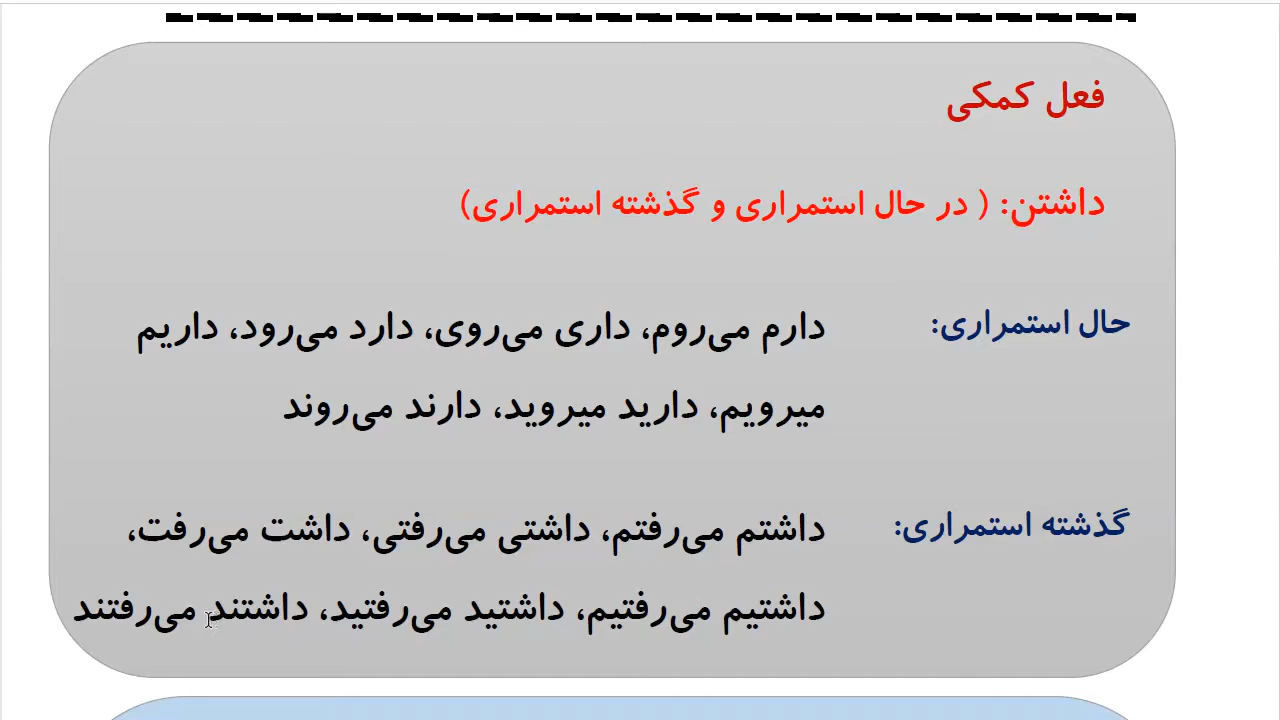 فعل کمکی
داشتن: ( در حال استمراری و گذشته استمراری)
حال استمراری: دارم می‌روم، داری می‌روی، دارد می‌رود، داریم
میرویم، دارید میروید، دارند می‌روند
گذشته استمراری: داشتم می‌رفتم، داشتی می‌رفتی، داشت می‌رفت،
داشتیم می‌رفتیم، داشتید می‌رفتید، داشتند می‌رفتند